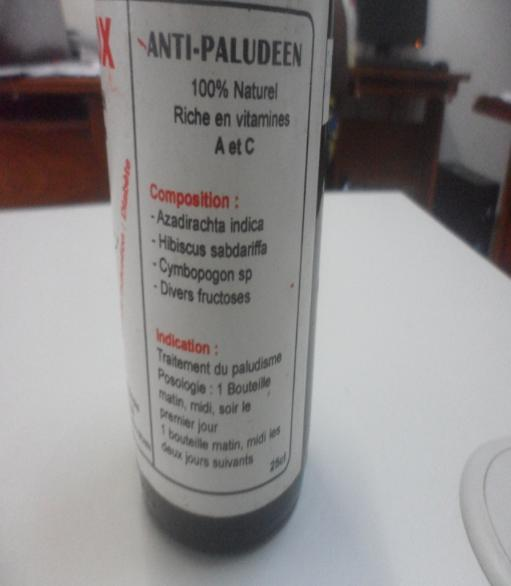 ANTI-PALUDEEN
100% Naturel
Riche en vitamines
A et C
Composition :
- Azadirachta indica
- Hibiscus sabdariffa
- Cymbopogon sp
- Divers fructoses
Indication :
Traitement du paludisme
Posologie : 1 Bouteille
matin, midi, soir le
premier jour
1 bouteille matin, midi les
deux jours suivants
25cl